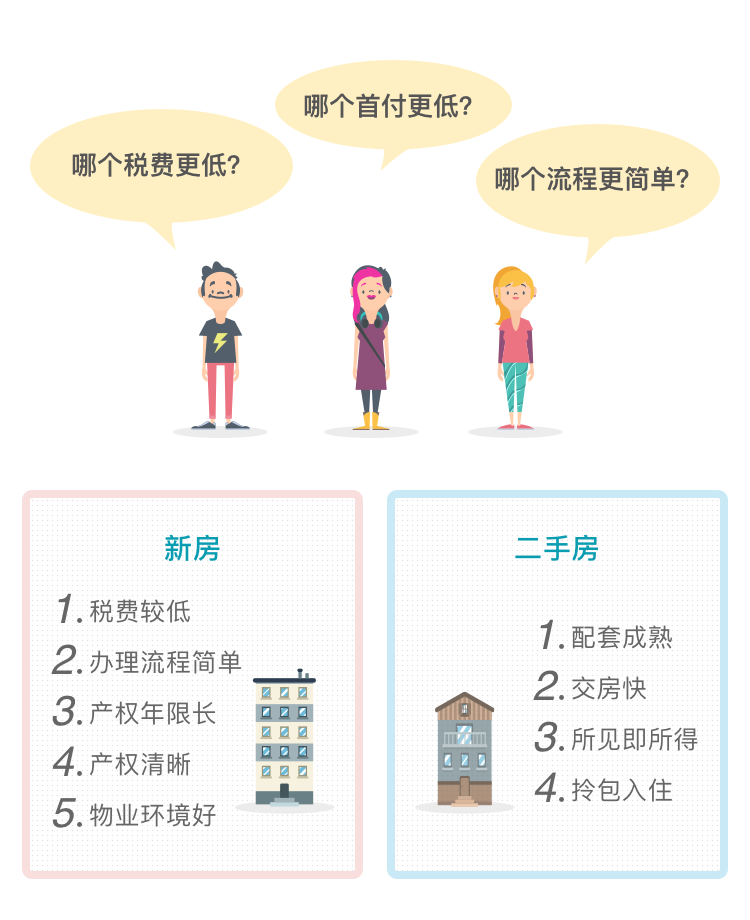 哪个首付更低?
哪个税费更低?
哪个流程更简单?
新房
1. 税费较低
2. 办理流程简单
3. 产权年限长
4. 产权清晰
5. 物业环境好
二手房
1. 配套成熟
2. 交房快
3. 所见即所得
4. 拎包入住